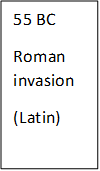 55 BC
Roman
invasion
(Latin)